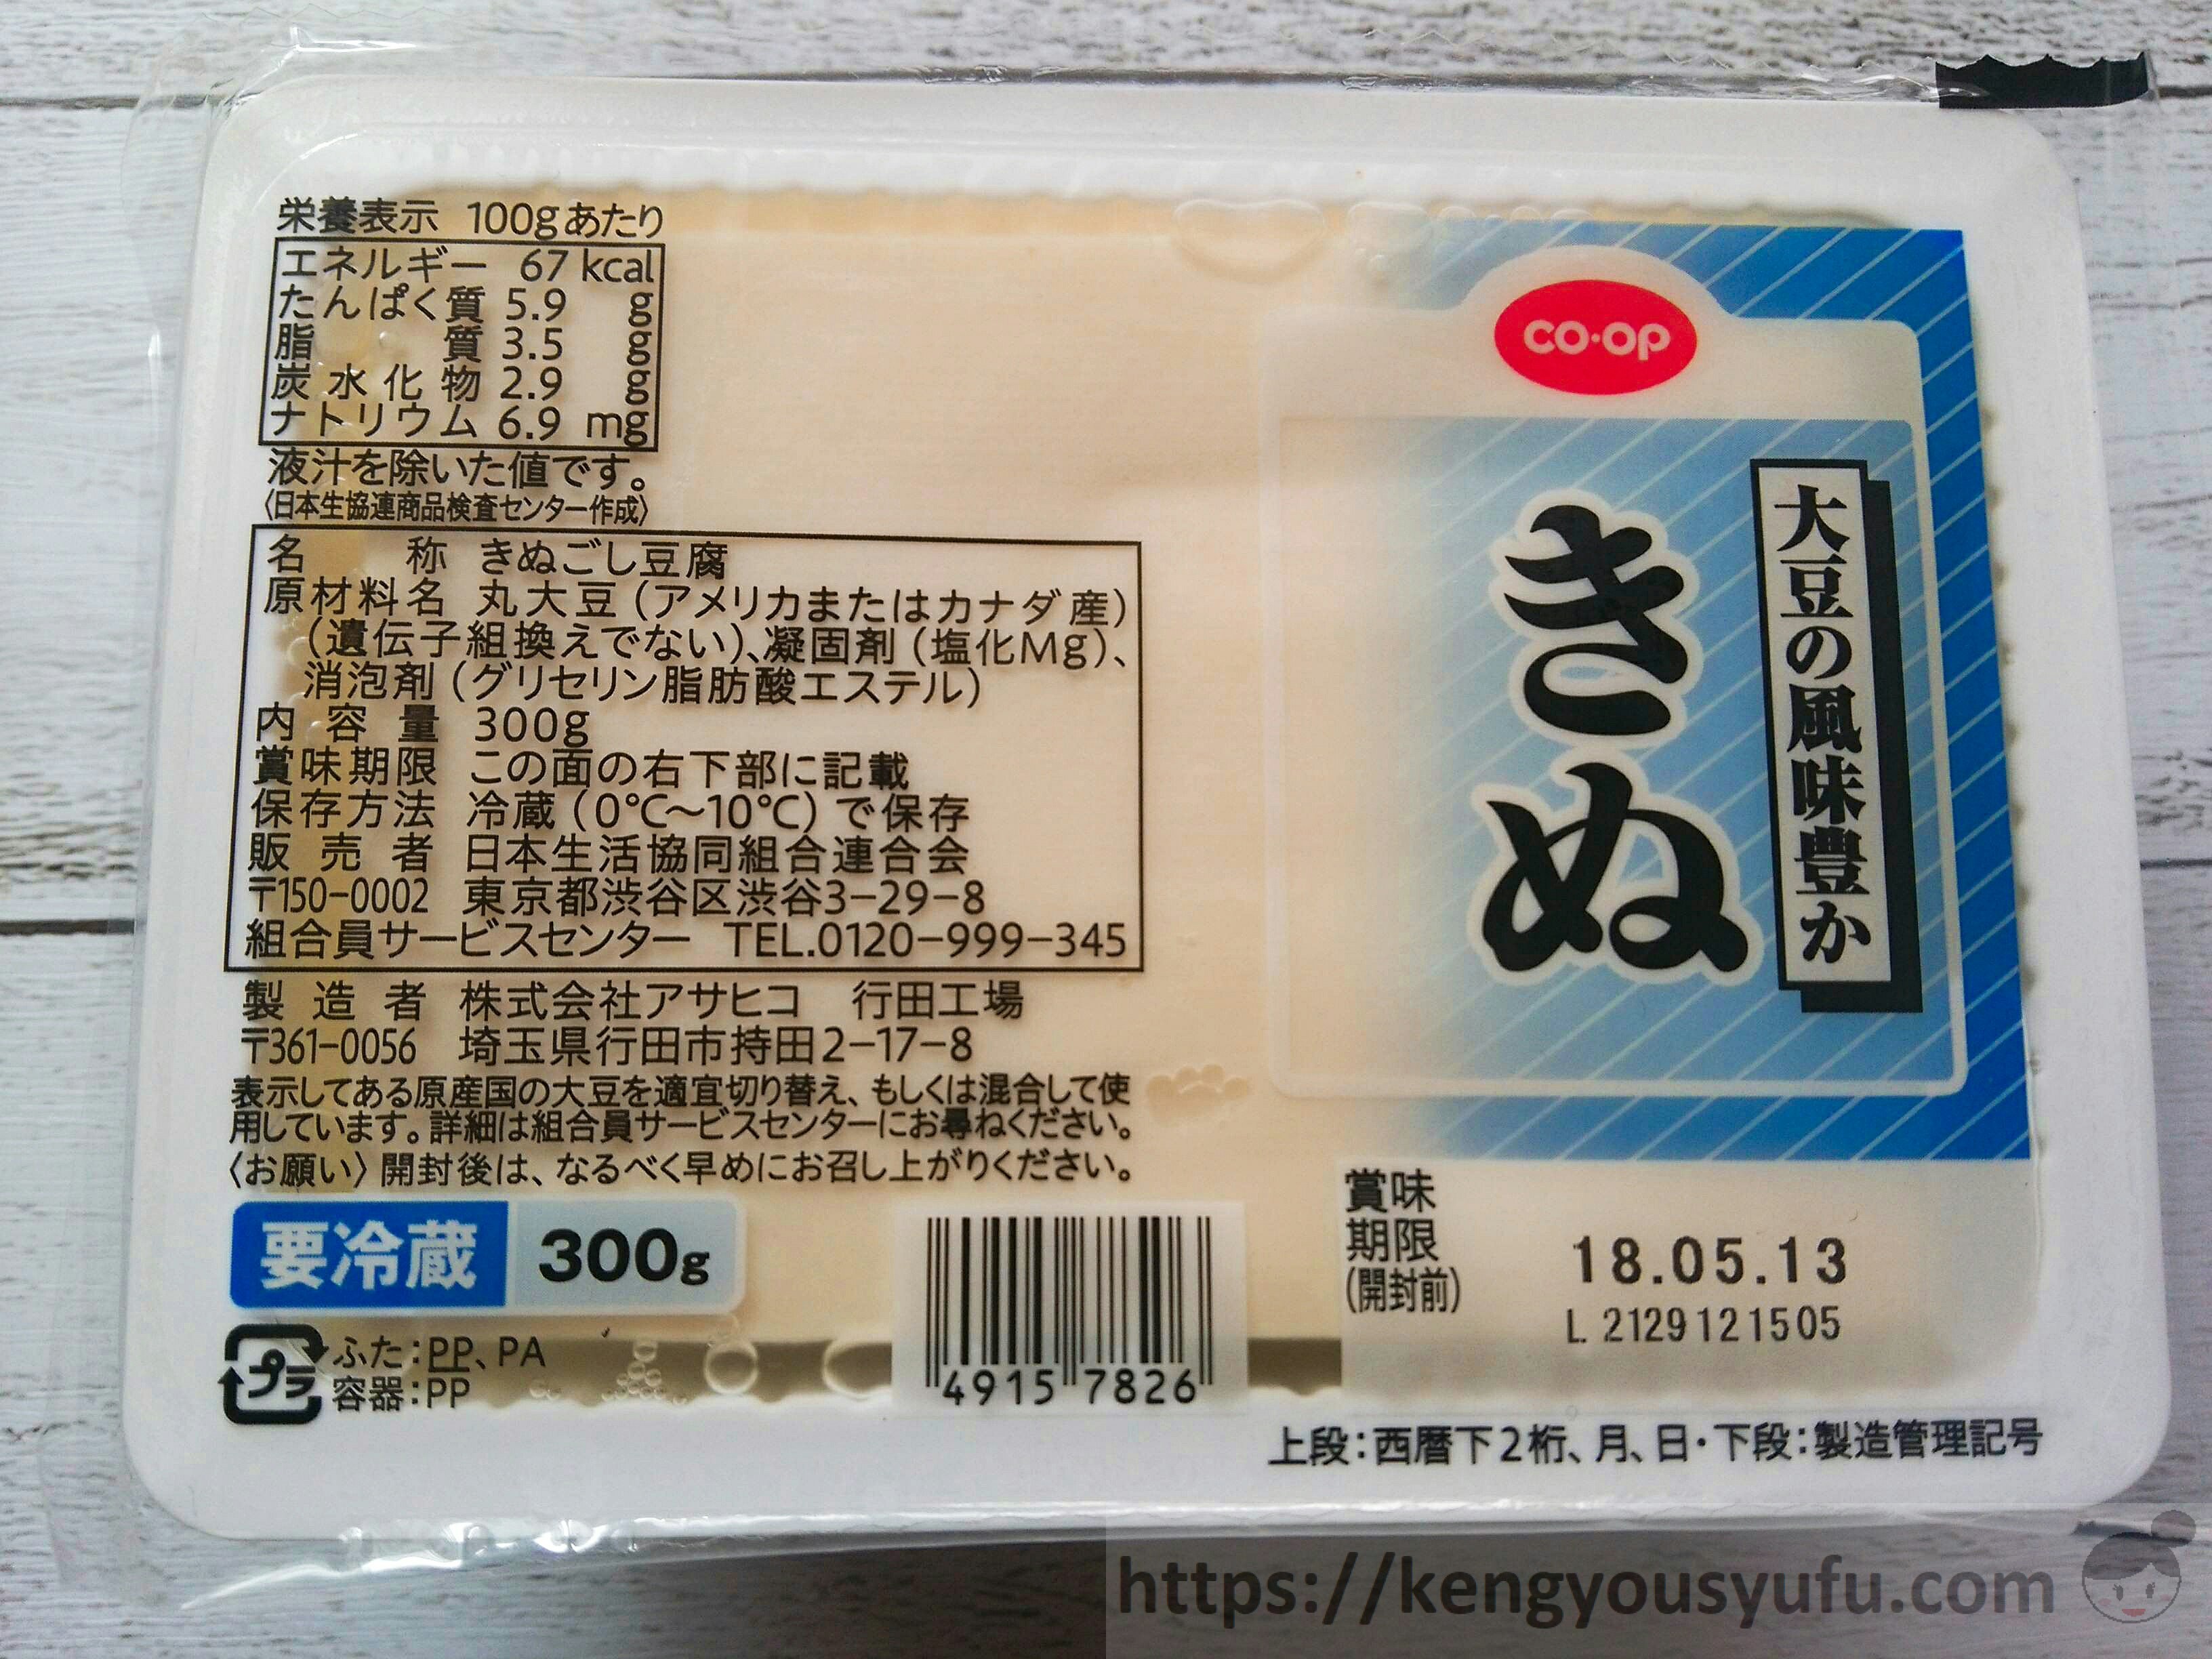 栄養表示 100gあたり
エネルギー 67 kcal
たんぱく質 5.9 g
脂質 3.5 g
炭水化物 2.9 g
ナトリウム 6.9 mg
液汁を除いた値です。
〈日本生協連商品検査センター作成〉
名称 きぬごし豆腐
原材料名 丸大豆(アメリカまたはカナダ産)
(遺伝子組換えでない)、凝固剤(塩化Mg)、
消泡剤(グリセリン脂肪酸エステル)
内容量 300g
賞味期限 この面の右下部に記載
保存方法 冷蔵(0℃～10℃)で保存
販売者 日本生活協同組合連合会
〒150-0002 東京都渋谷区渋谷3-29-8
組合員サービスセンター TEL.0120-999-345
製造者 株式会社アサヒコ 行田工場
〒361-0056 埼玉県行田市持田2-17-8
表示してある原産国の大豆を適宜切り替え、もしくは混合して使
用しています。詳細は組合員サービスセンターにお尋ねください。
〈お願い〉開封後は、なるべく早めにお召し上がりください。
要冷蔵 300g
プラ
ふた:PP、PA
容器:PP
4915 7826
CO・OP
大豆の風味豊か
きぬ
賞味
期限
(開封前)
18.05.13
L 2129121505
上段:西暦下2桁、月、日・下段:製造管理記号
https://kengyousyufu.com